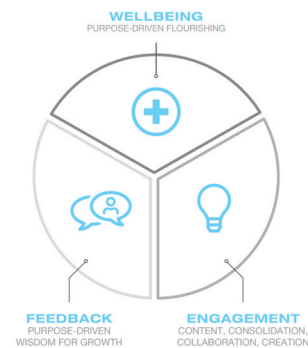 WELLBEING
PURPOSE-DRIVEN FLOURISHING
FEEDBACK
PURPOSE-DRIVEN
WISDOM FOR GROWTH
ENGAGEMENT
CONTENT, CONSOLIDATION,
COLLABORATION, CREATION